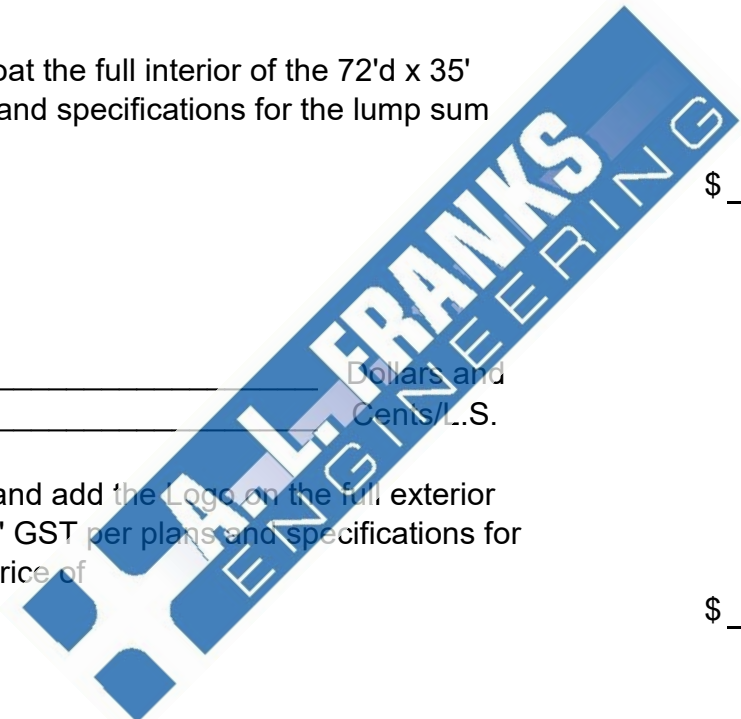 oat the full interior of the 72'd x 35'
and specifications for the lump sum
$
Dollars and
Cents/L.S.
and add the Logo on the full exterior
' GST per plans and specifications for
rice of
$
A. L. FRANKS
ENGINEERING